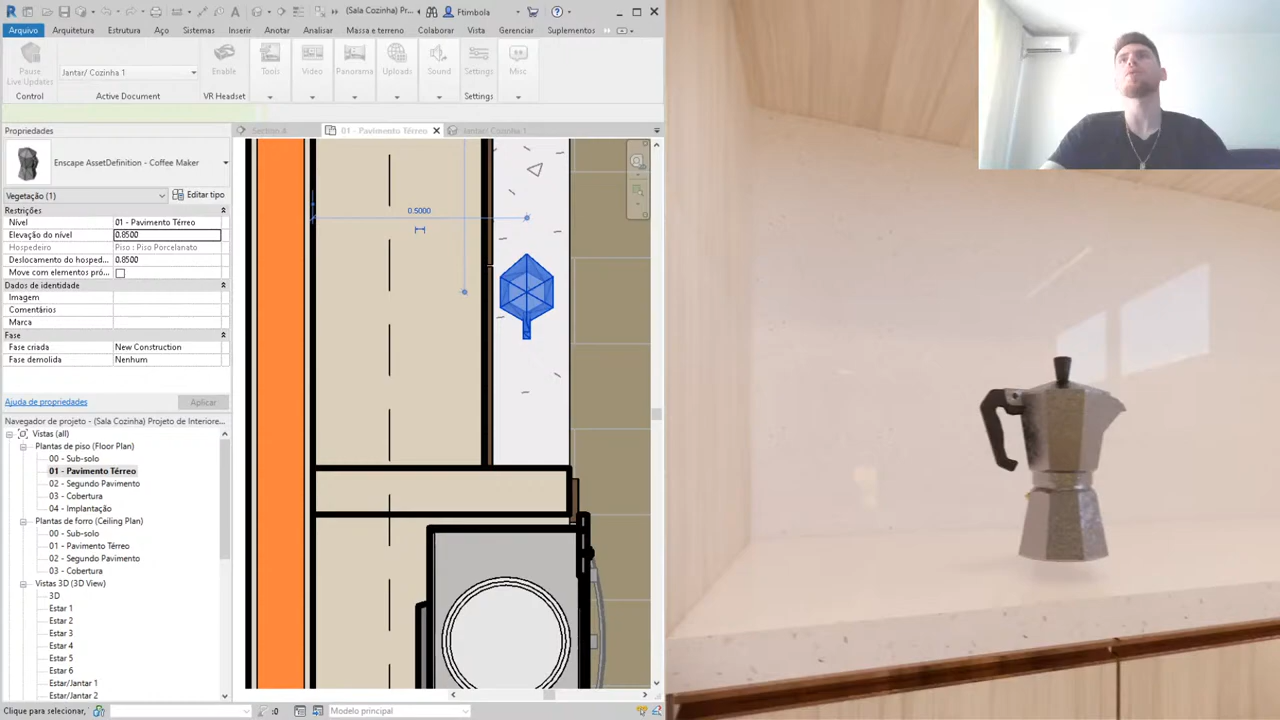 (Sala Cozinha) Pr...
Ftimbola
Arquivo
Arquitetura
Estrutura
Aço
Sistemas
Inserir
Anotar
Analisar
Massa e terreno
Colaborar
Vista
Gerenciar
Suplementos
Pause
Live Updates
Jantar/ Cozinha 1
Enable
Tools
Video
Panorama
Uploads
Sound
Settings
Misc
Control
Active Document
VR Headset
Settings
Propriedades
Section A
01 - Pavimento Térreo
Jantar/ Cozinha 1
Enscape AssetDefinition - Coffee Maker
Vegetação (1)
Editar tipo
Restrições
Nível
01 - Pavimento Térreo
Elevação do nível
0.8500
Hospedeiro
Piso : Piso Porcelanato
Deslocamento do hosped...
0.8500
Move com elementos pró...
Dados de identidade
Imagem
Comentários
Marca
Fase
Fase criada
New Construction
Fase demolida
Nenhum
Ajuda de propriedades
Aplicar
0.5000
Navegador de projeto - (Sala Cozinha) Projeto de Interiore...
Vistas (all)
Plantas de piso (Floor Plan)
00 - Sub-solo
01 - Pavimento Térreo
02 - Segundo Pavimento
03 - Cobertura
04 - Implantação
Plantas de forro (Ceiling Plan)
00 - Sub-solo
01 - Pavimento Térreo
02 - Segundo Pavimento
03 - Cobertura
Vistas 3D (3D View)
3D
Estar 1
Estar 2
Estar 3
Estar 4
Estar 5
Estar 6
Estar/Jantar 1
Estar/Jantar 2
Clique para selecionar,
:0
Modelo principal